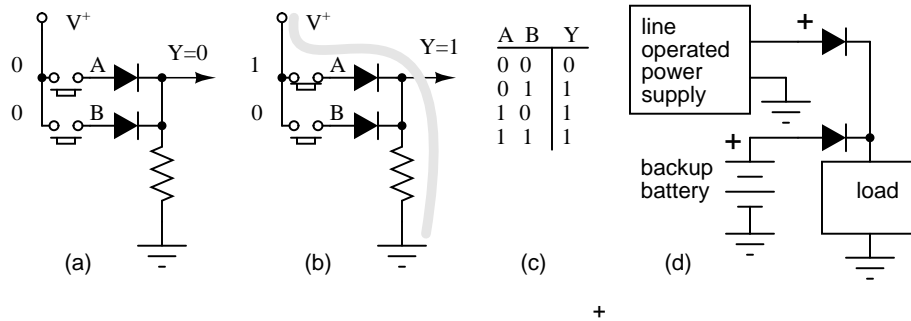 V+
0
A
Y=0
0
B
(a)
V+
1
A
Y=1
0
B
(b)
A B Y
0 0 0
0 1 1
1 0 1
1 1 1
(c)
line
operated
power
supply
+
+
backup
battery
load
(d)
+